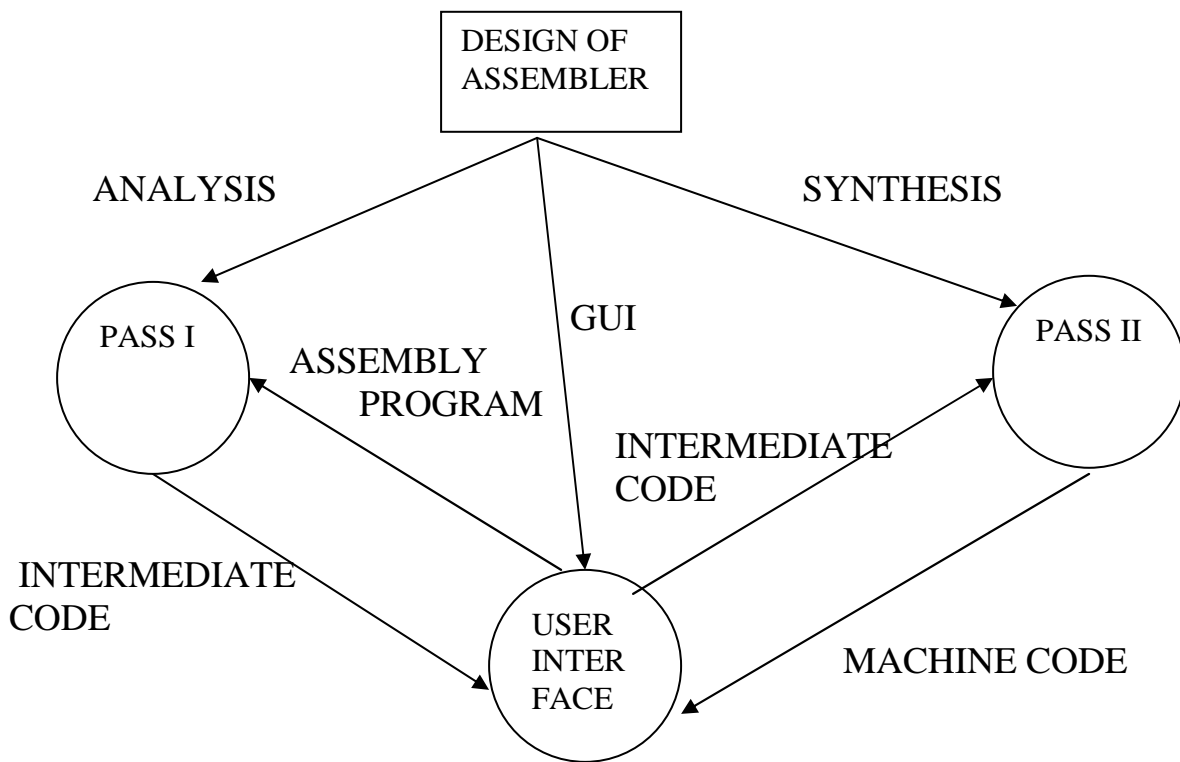 DESIGN OF
ASSEMBLER
ANALYSIS
SYNTHESIS
GUI
PASS I
PASS II
ASSEMBLY
PROGRAM
INTERMEDIATE
CODE
INTERMEDIATE
CODE
USER
INTER
FACE
MACHINE CODE